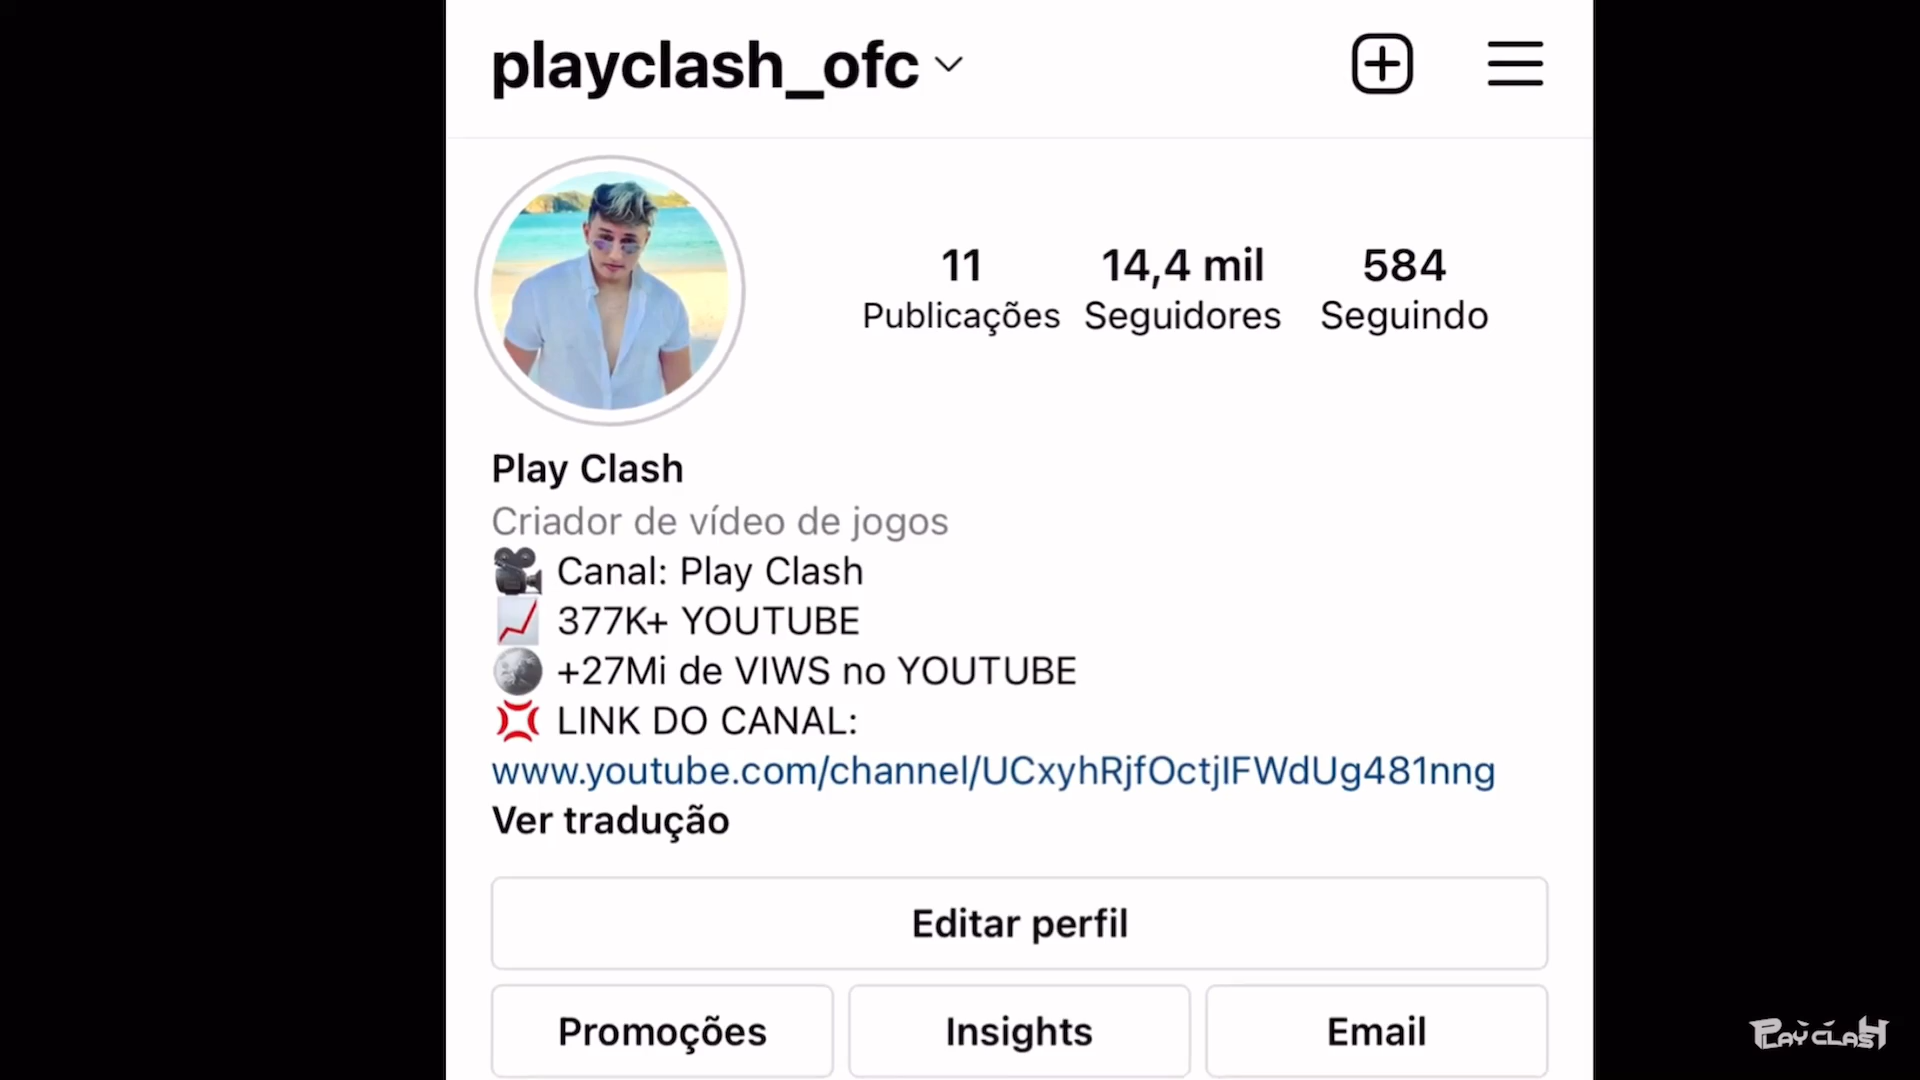 playclash_ofc
11 14,4 mil 584
Publicações Seguidores Seguindo
Play Clash
Criador de vídeo de jogos
Canal: Play Clash
377K+ YOUTUBE
+27Mi de VIWS no YOUTUBE
LINK DO CANAL:
www.youtube.com/channel/UCxyhRjfOctjIFWdUg481nng
Ver tradução
Editar perfil
Promoções Insights Email
PLAY CLASH